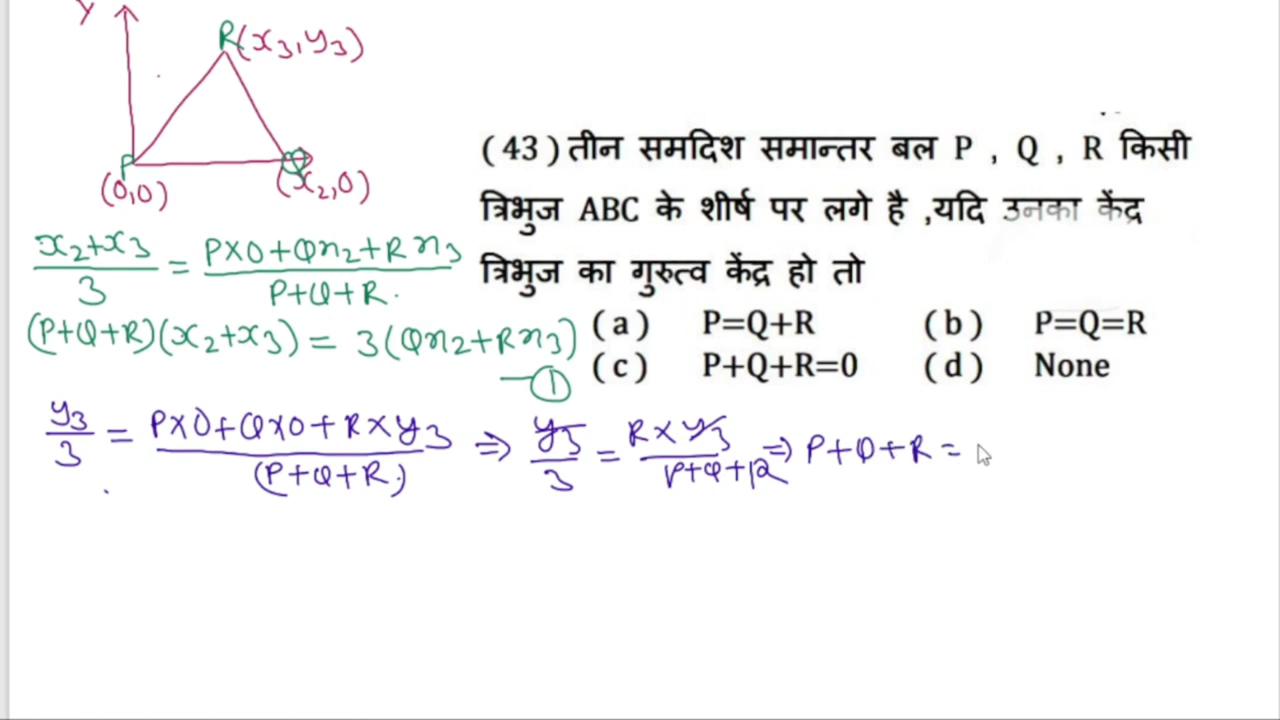 Y
R(x₃,y₃)
P
Q
(0,0)
(x₂,0)
(43) तीन समदिश समान्तर बल P , Q , R किसी
त्रिभुज ABC के शीर्ष पर लगे है ,यदि उनका केंद्र
त्रिभुज का गुरुत्व केंद्र हो तो
(a) P=Q+R (b) P=Q=R
(c) P+Q+R=0 (d) None
(x₂+x₃)/3 = (P×0+Qx₂+Rx₃)/(P+Q+R.)
(P+Q+R)(x₂+x₃) = 3(Qx₂+Rx₃)
—①
y₃/3 = (P×0+Q×0+R×y₃)/(P+Q+R.) ⇒ y₃/3 = (R×y₃)/(P+Q+R) ⇒ P+Q+R =